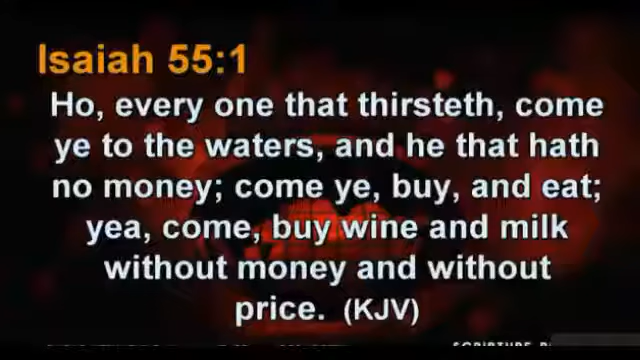 Isaiah 55:1
Ho, every one that thirsteth, come
ye to the waters, and he that hath
no money; come ye, buy, and eat;
yea, come, buy wine and milk
without money and without
price. (KJV)
SCRIPTURE